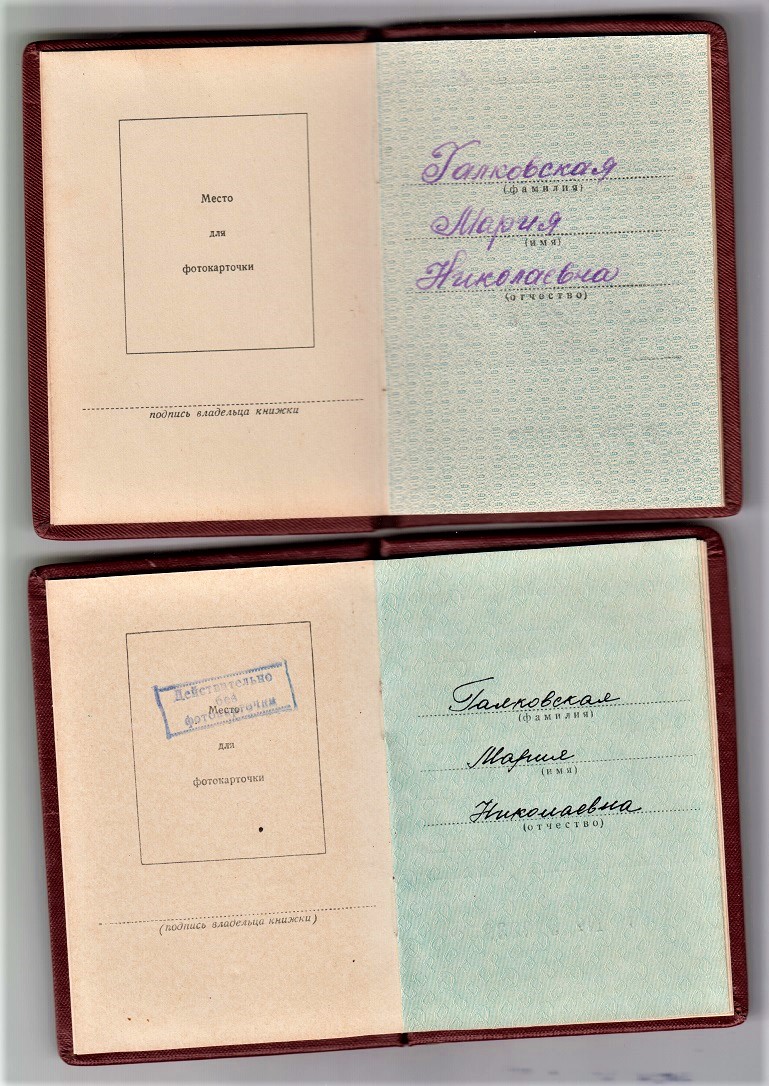 Место
для
фотокарточки
подпись владельца книжки
Галковская
(фамилия)
Мария
(имя)
Николаевна
(отчество)
Действительно
без
фотокарточки
Место
для
фотокарточки
(подпись владельца книжки)
Галковская
(фамилия)
Мария
(имя)
Николаевна
(отчество)